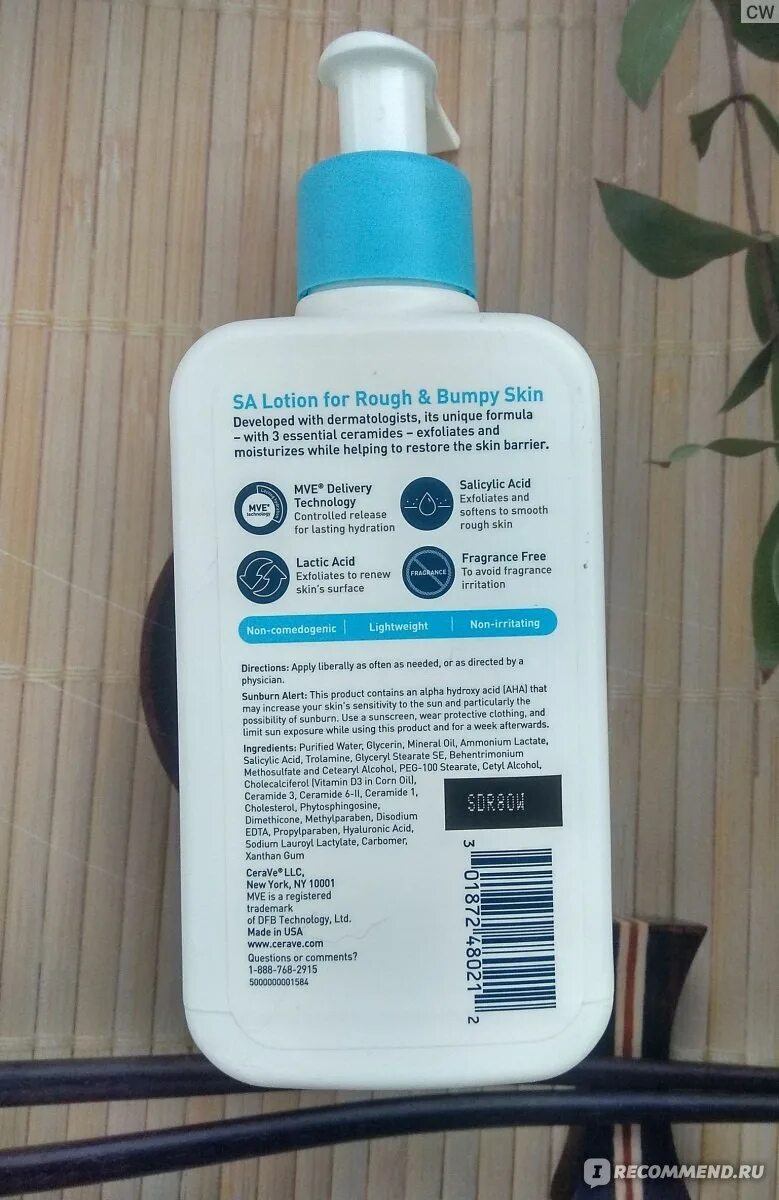 CW
SA Lotion for Rough & Bumpy Skin
Developed with dermatologists, its unique formula
– with 3 essential ceramides – exfoliates and
moisturizes while helping to restore the skin barrier.
MVE®
technology
MVE® Delivery
Technology
Controlled release
for lasting hydration
Salicylic Acid
Exfoliates and
softens to smooth
rough skin
Lactic Acid
Exfoliates to renew
skin's surface
FRAGRANCE
Fragrance Free
To avoid fragrance
irritation
Non-comedogenic | Lightweight | Non-irritating
Directions: Apply liberally as often as needed, or as directed by a
physician.
Sunburn Alert: This product contains an alpha hydroxy acid (AHA) that
may increase your skin's sensitivity to the sun and particularly the
possibility of sunburn. Use a sunscreen, wear protective clothing, and
limit sun exposure while using this product and for a week afterwards.
Ingredients: Purified Water, Glycerin, Mineral Oil, Ammonium Lactate,
Salicylic Acid, Trolamine, Glyceryl Stearate SE, Behentrimonium
Methosulfate and Cetearyl Alcohol, PEG-100 Stearate, Cetyl Alcohol,
Cholecalciferol (Vitamin D3 in Corn Oil),
Ceramide 3, Ceramide 6-II, Ceramide 1,
Cholesterol, Phytosphingosine,
Dimethicone, Methylparaben, Disodium
EDTA, Propylparaben, Hyaluronic Acid,
Sodium Lauroyl Lactylate, Carbomer,
Xanthan Gum
SDR80W
CeraVe® LLC,
New York, NY 10001
MVE is a registered
trademark
of DFB Technology, Ltd.
Made in USA
www.cerave.com
Questions or comments?
1-888-768-2915
5000000001584
3 01872 48021 2
IRECOMMEND.RU